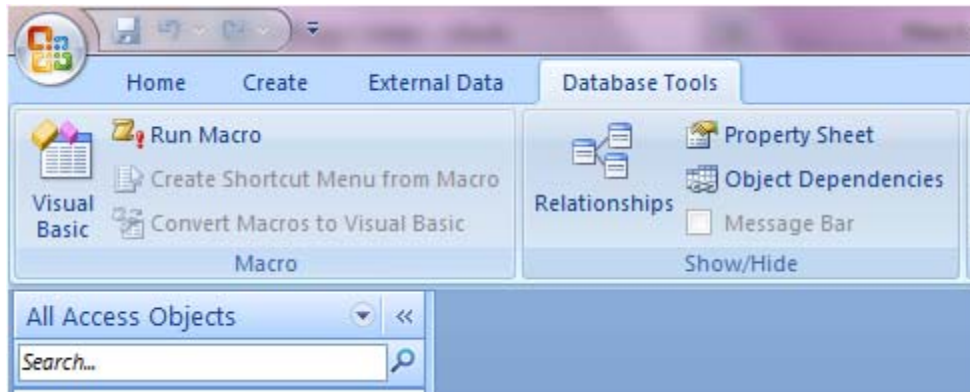 Home Create External Data Database Tools
Visual Basic
Run Macro
Create Shortcut Menu from Macro
Convert Macros to Visual Basic
Macro
Relationships
Property Sheet
Object Dependencies
Message Bar
Show/Hide
All Access Objects
Search...